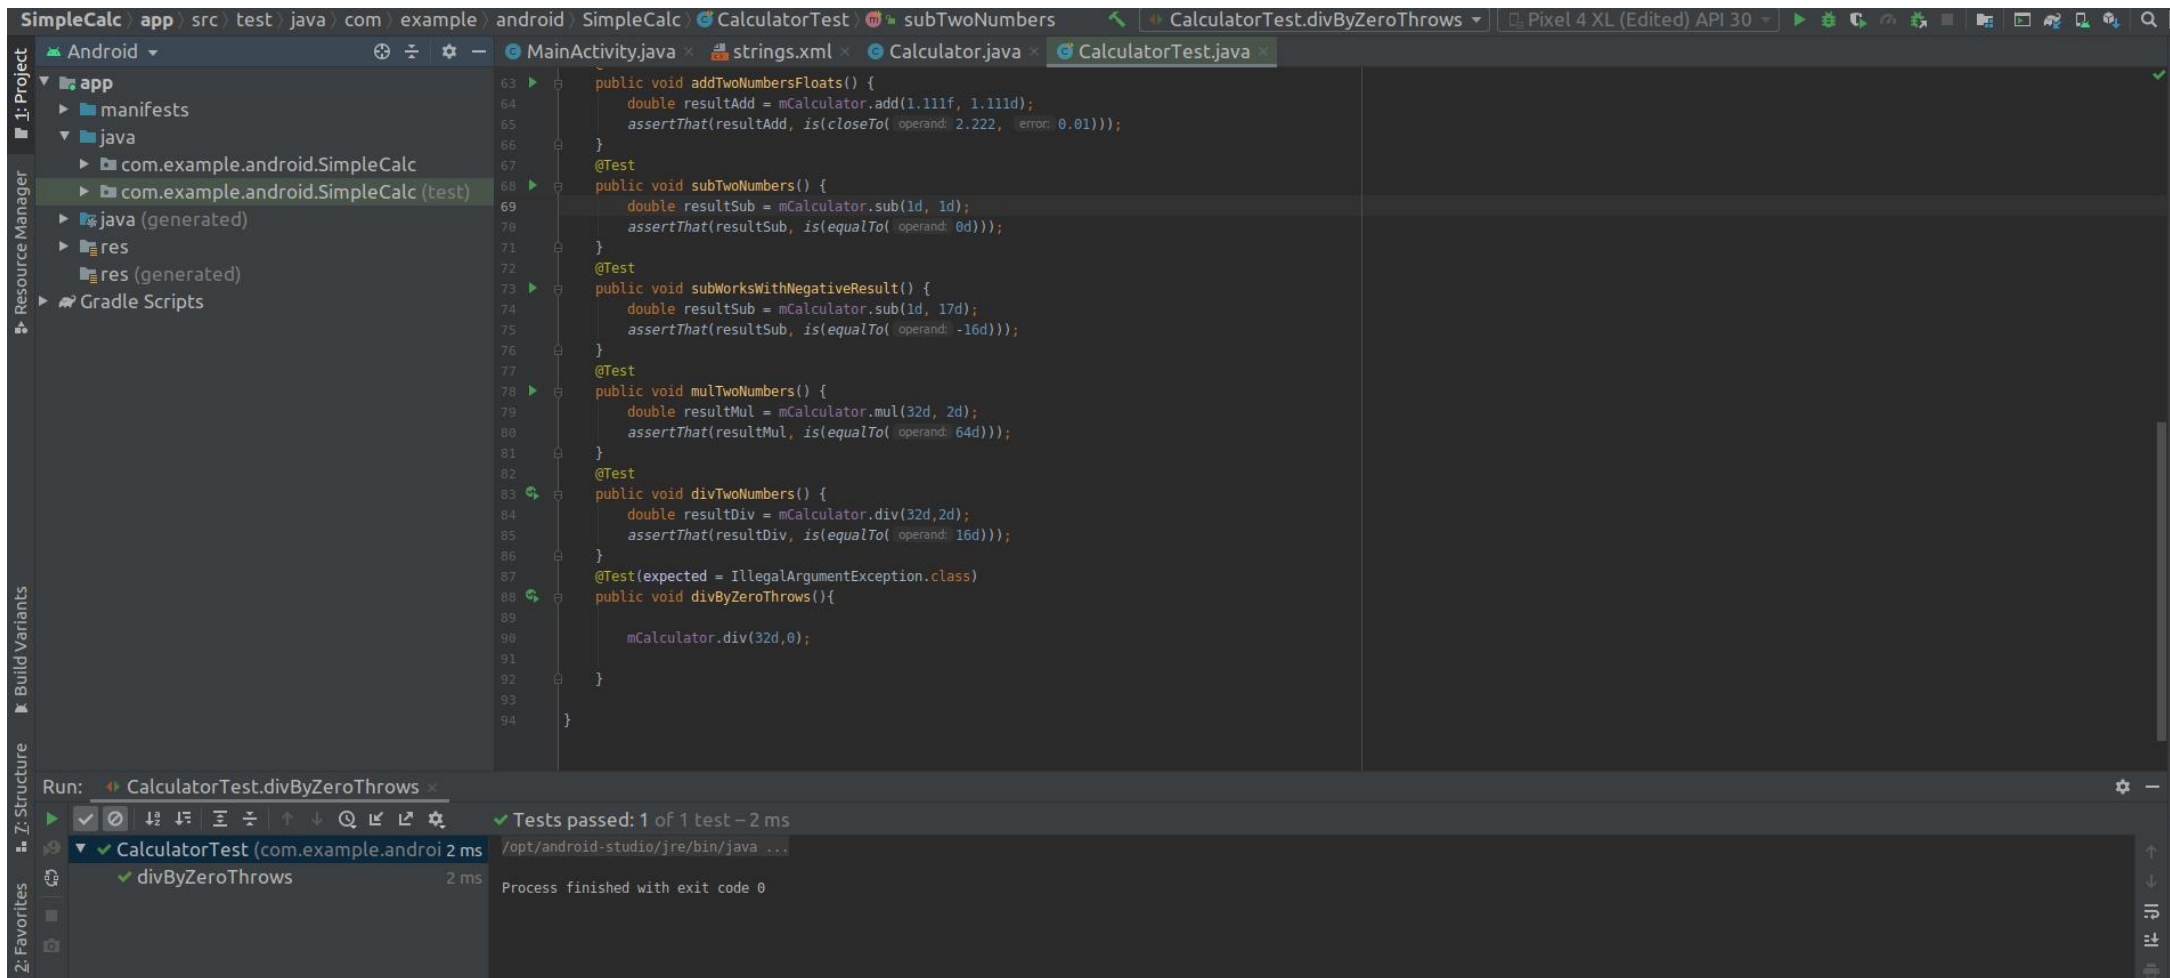 SimpleCalc app src test java com example android SimpleCalc CalculatorTest subTwoNumbers CalculatorTest.divByZeroThrows Pixel 4 XL (Edited) API 30
Android MainActivity.java strings.xml Calculator.java CalculatorTest.java
1: Project
Resource Manager
Build Variants
7: Structure
2: Favorites
app
manifests
java
com.example.android.SimpleCalc
com.example.android.SimpleCalc (test)
java (generated)
res
res (generated)
Gradle Scripts
63 public void addTwoNumbersFloats() {
64 double resultAdd = mCalculator.add(1.111f, 1.111d);
65 assertThat(resultAdd, is(closeTo( operand: 2.222, error: 0.01)));
66 }
67 @Test
68 public void subTwoNumbers() {
69 double resultSub = mCalculator.sub(1d, 1d);
70 assertThat(resultSub, is(equalTo( operand: 0d)));
71 }
72 @Test
73 public void subWorksWithNegativeResult() {
74 double resultSub = mCalculator.sub(1d, 17d);
75 assertThat(resultSub, is(equalTo( operand: -16d)));
76 }
77 @Test
78 public void mulTwoNumbers() {
79 double resultMul = mCalculator.mul(32d, 2d);
80 assertThat(resultMul, is(equalTo( operand: 64d)));
81 }
82 @Test
83 public void divTwoNumbers() {
84 double resultDiv = mCalculator.div(32d,2d);
85 assertThat(resultDiv, is(equalTo( operand: 16d)));
86 }
87 @Test(expected = IllegalArgumentException.class)
88 public void divByZeroThrows(){
89
90 mCalculator.div(32d,0);
91
92 }
93
94 }
Run: CalculatorTest.divByZeroThrows
Tests passed: 1 of 1 test – 2 ms
CalculatorTest (com.example.androi 2 ms
divByZeroThrows 2 ms
/opt/android-studio/jre/bin/java ...
Process finished with exit code 0